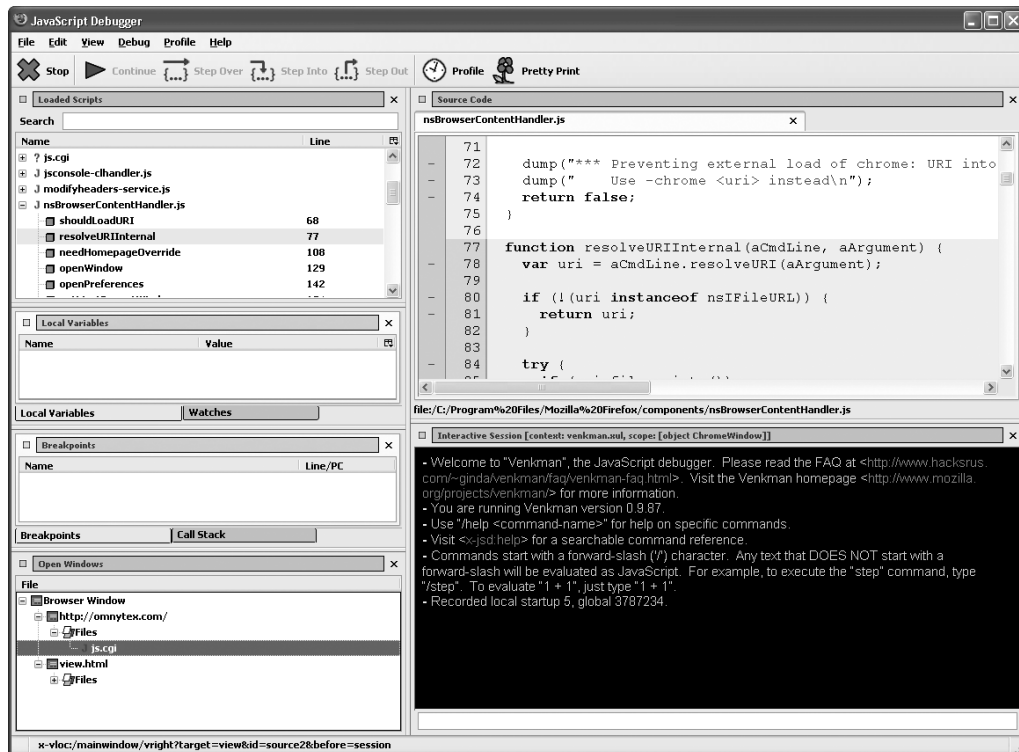 JavaScript Debugger
File Edit View Debug Profile Help
Stop Continue Step Over Step Into Step Out Profile Pretty Print
Loaded Scripts
Search
Name Line
? js.cgi
J jsconsole-clhandler.js
J modifyheaders-service.js
J nsBrowserContentHandler.js
shouldLoadURI 68
resolveURIInternal 77
needHomepageOverride 108
openWindow 129
openPreferences 142
Local Variables
Name Value
Local Variables Watches
Breakpoints
Name Line/PC
Breakpoints Call Stack
Open Windows
File
Browser Window
http://omnytex.com/
Files
js.cgi
view.html
Files
Source Code
nsBrowserContentHandler.js
71
72 dump("*** Preventing external load of chrome: URI into
73 dump(" Use -chrome <uri> instead\n");
74 return false;
75 }
76
77 function resolveURIInternal(aCmdLine, aArgument) {
78 var uri = aCmdLine.resolveURI(aArgument);
79
80 if (!(uri instanceof nsIFileURL)) {
81 return uri;
82 }
83
84 try {
file:/C:/Program%20Files/Mozilla%20Firefox/components/nsBrowserContentHandler.js
Interactive Session [context: venkman.xul, scope: [object ChromeWindow]]
- Welcome to "Venkman", the JavaScript debugger. Please read the FAQ at <http://www.hacksrus.
com/~ginda/venkman/faq/venkman-faq.html>. Visit the Venkman homepage <http://www.mozilla.
org/projects/venkman/> for more information.
- You are running Venkman version 0.9.87.
- Use "/help <command-name>" for help on specific commands.
- Visit <x-jsd:help> for a searchable command reference.
- Commands start with a forward-slash ('/') character. Any text that DOES NOT start with a
forward-slash will be evaluated as JavaScript. For example, to execute the "step" command, type
"/step". To evaluate "1 + 1", just type "1 + 1".
- Recorded local startup 5, global 3787234.
x-vloc:/mainwindow/vright?target=view&id=source2&before=session